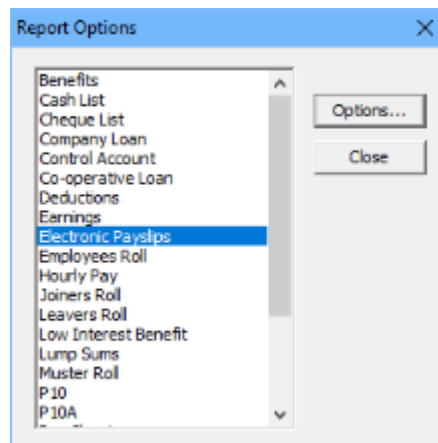 Report Options
Benefits
Cash List
Cheque List
Company Loan
Control Account
Co-operative Loan
Deductions
Earnings
Electronic Payslips
Employees Roll
Hourly Pay
Joiners Roll
Leavers Roll
Low Interest Benefit
Lump Sums
Muster Roll
P10
P10A
Options...
Close